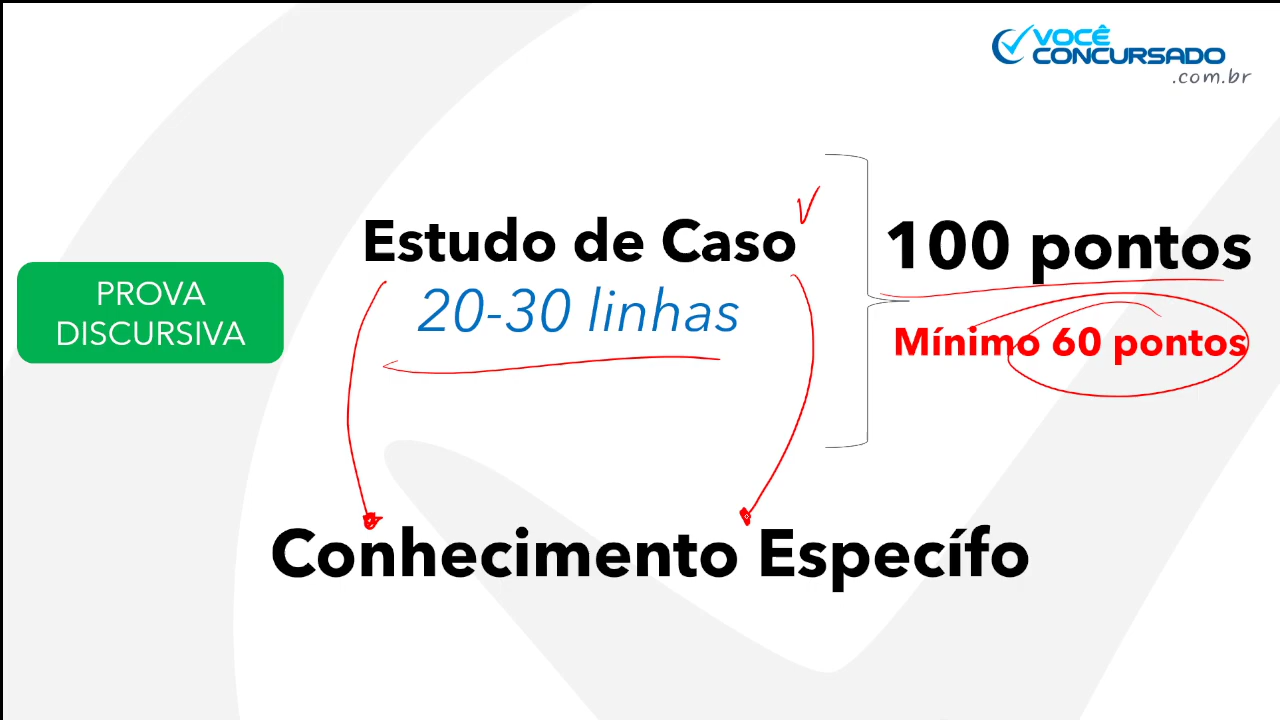 VOCÊ
CONCURSADO
.com.br
PROVA
DISCURSIVA
Estudo de Caso
20-30 linhas
100 pontos
Mínimo 60 pontos
Conhecimento Específo